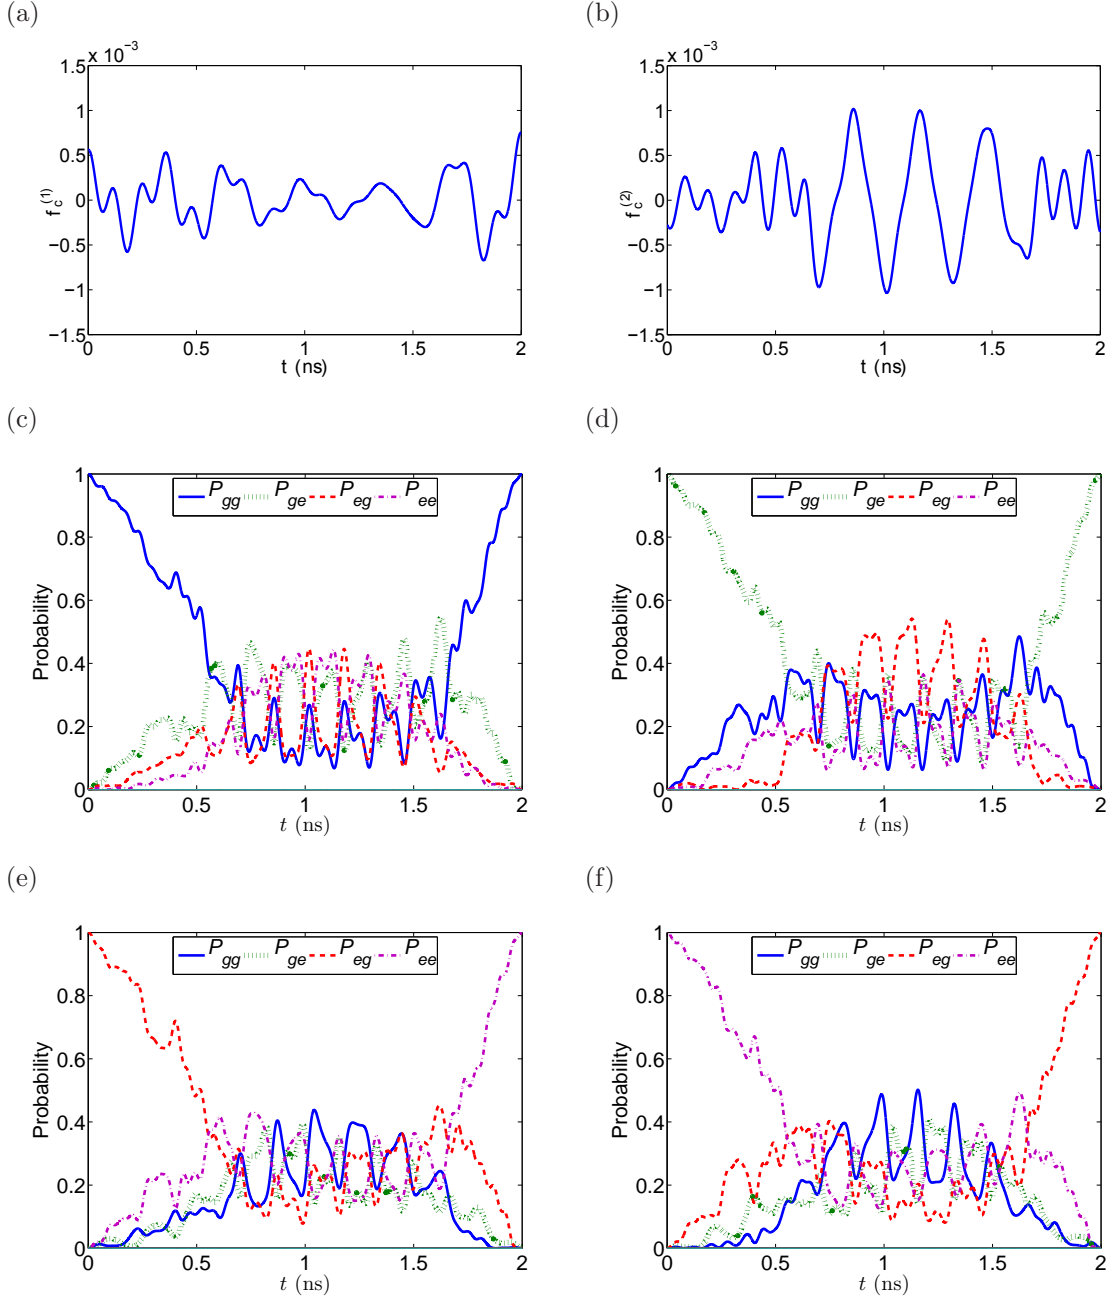 (a)
(b)
x 10⁻³
1.5
1
0.5
0
−0.5
−1
−1.5
f_c^(1)
0 0.5 1 1.5 2
t (ns)
x 10⁻³
1.5
1
0.5
0
−0.5
−1
−1.5
f_c^(2)
0 0.5 1 1.5 2
t (ns)
(c)
(d)
P_gg P_ge P_eg P_ee
1
0.8
0.6
0.4
0.2
0
Probability
0 0.5 1 1.5 2
t (ns)
P_gg P_ge P_eg P_ee
1
0.8
0.6
0.4
0.2
0
Probability
0 0.5 1 1.5 2
t (ns)
(e)
(f)
P_gg P_ge P_eg P_ee
1
0.8
0.6
0.4
0.2
0
Probability
0 0.5 1 1.5 2
t (ns)
P_gg P_ge P_eg P_ee
1
0.8
0.6
0.4
0.2
0
Probability
0 0.5 1 1.5 2
t (ns)